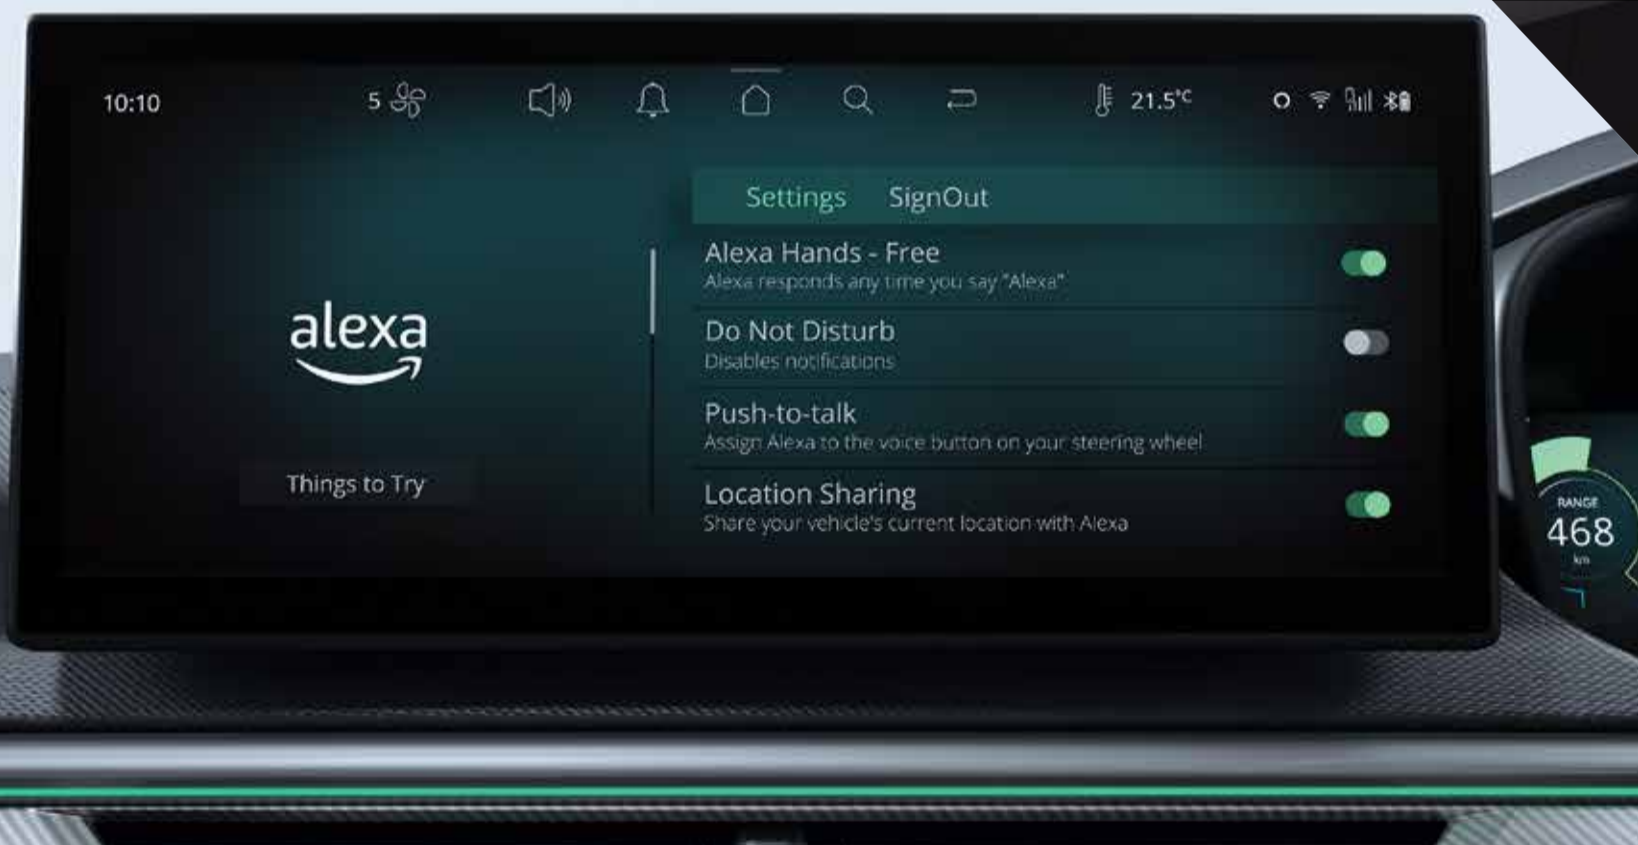 10:10
5
21.5°C
Settings SignOut
Alexa Hands - Free
Alexa responds any time you say "Alexa"
Do Not Disturb
Disables notifications
Push-to-talk
Assign Alexa to the voice button on your steering wheel
Location Sharing
Share your vehicle's current location with Alexa
alexa
Things to Try
RANGE
468
km